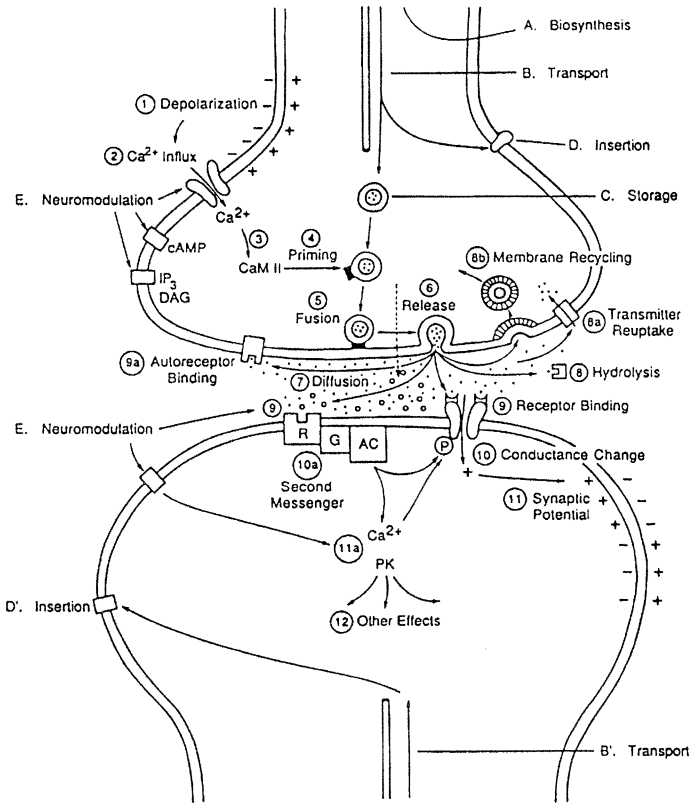 A. Biosynthesis
B. Transport
1 Depolarization
D. Insertion
2 Ca2+ Influx
E. Neuromodulation
C. Storage
Ca2+
3
4
Priming
cAMP
CaM II
8b Membrane Recycling
IP3
DAG
5
Fusion
6
Release
8a
Transmitter
Reuptake
9a Autoreceptor
Binding
7 Diffusion
8 Hydrolysis
9
9 Receptor Binding
E. Neuromodulation
R
G
AC
P
10 Conductance Change
10a
Second
Messenger
11 Synaptic
Potential
Ca2+
11a
PK
D'. Insertion
12 Other Effects
B'. Transport